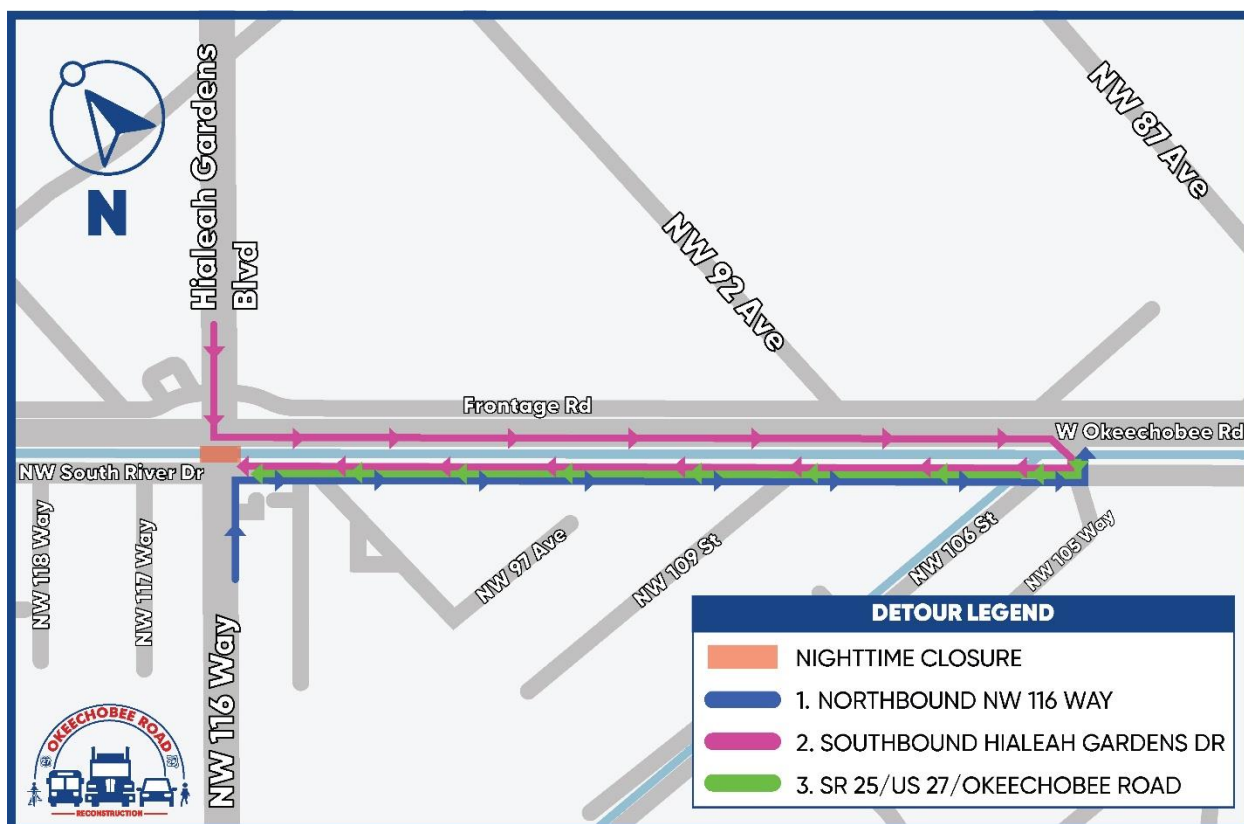 N
Hialeah Gardens
Blvd
NW 87 Ave
NW 92 Ave
Frontage Rd
W Okeechobee Rd
NW South River Dr
NW 118 Way
NW 117 Way
NW 116 Way
NW 97 Ave
NW 109 St
NW 106 St
NW 105 Way
DETOUR LEGEND
NIGHTTIME CLOSURE
1. NORTHBOUND NW 116 WAY
2. SOUTHBOUND HIALEAH GARDENS DR
3. SR 25/US 27/OKEECHOBEE ROAD
OKEECHOBEE ROAD
RECONSTRUCTION